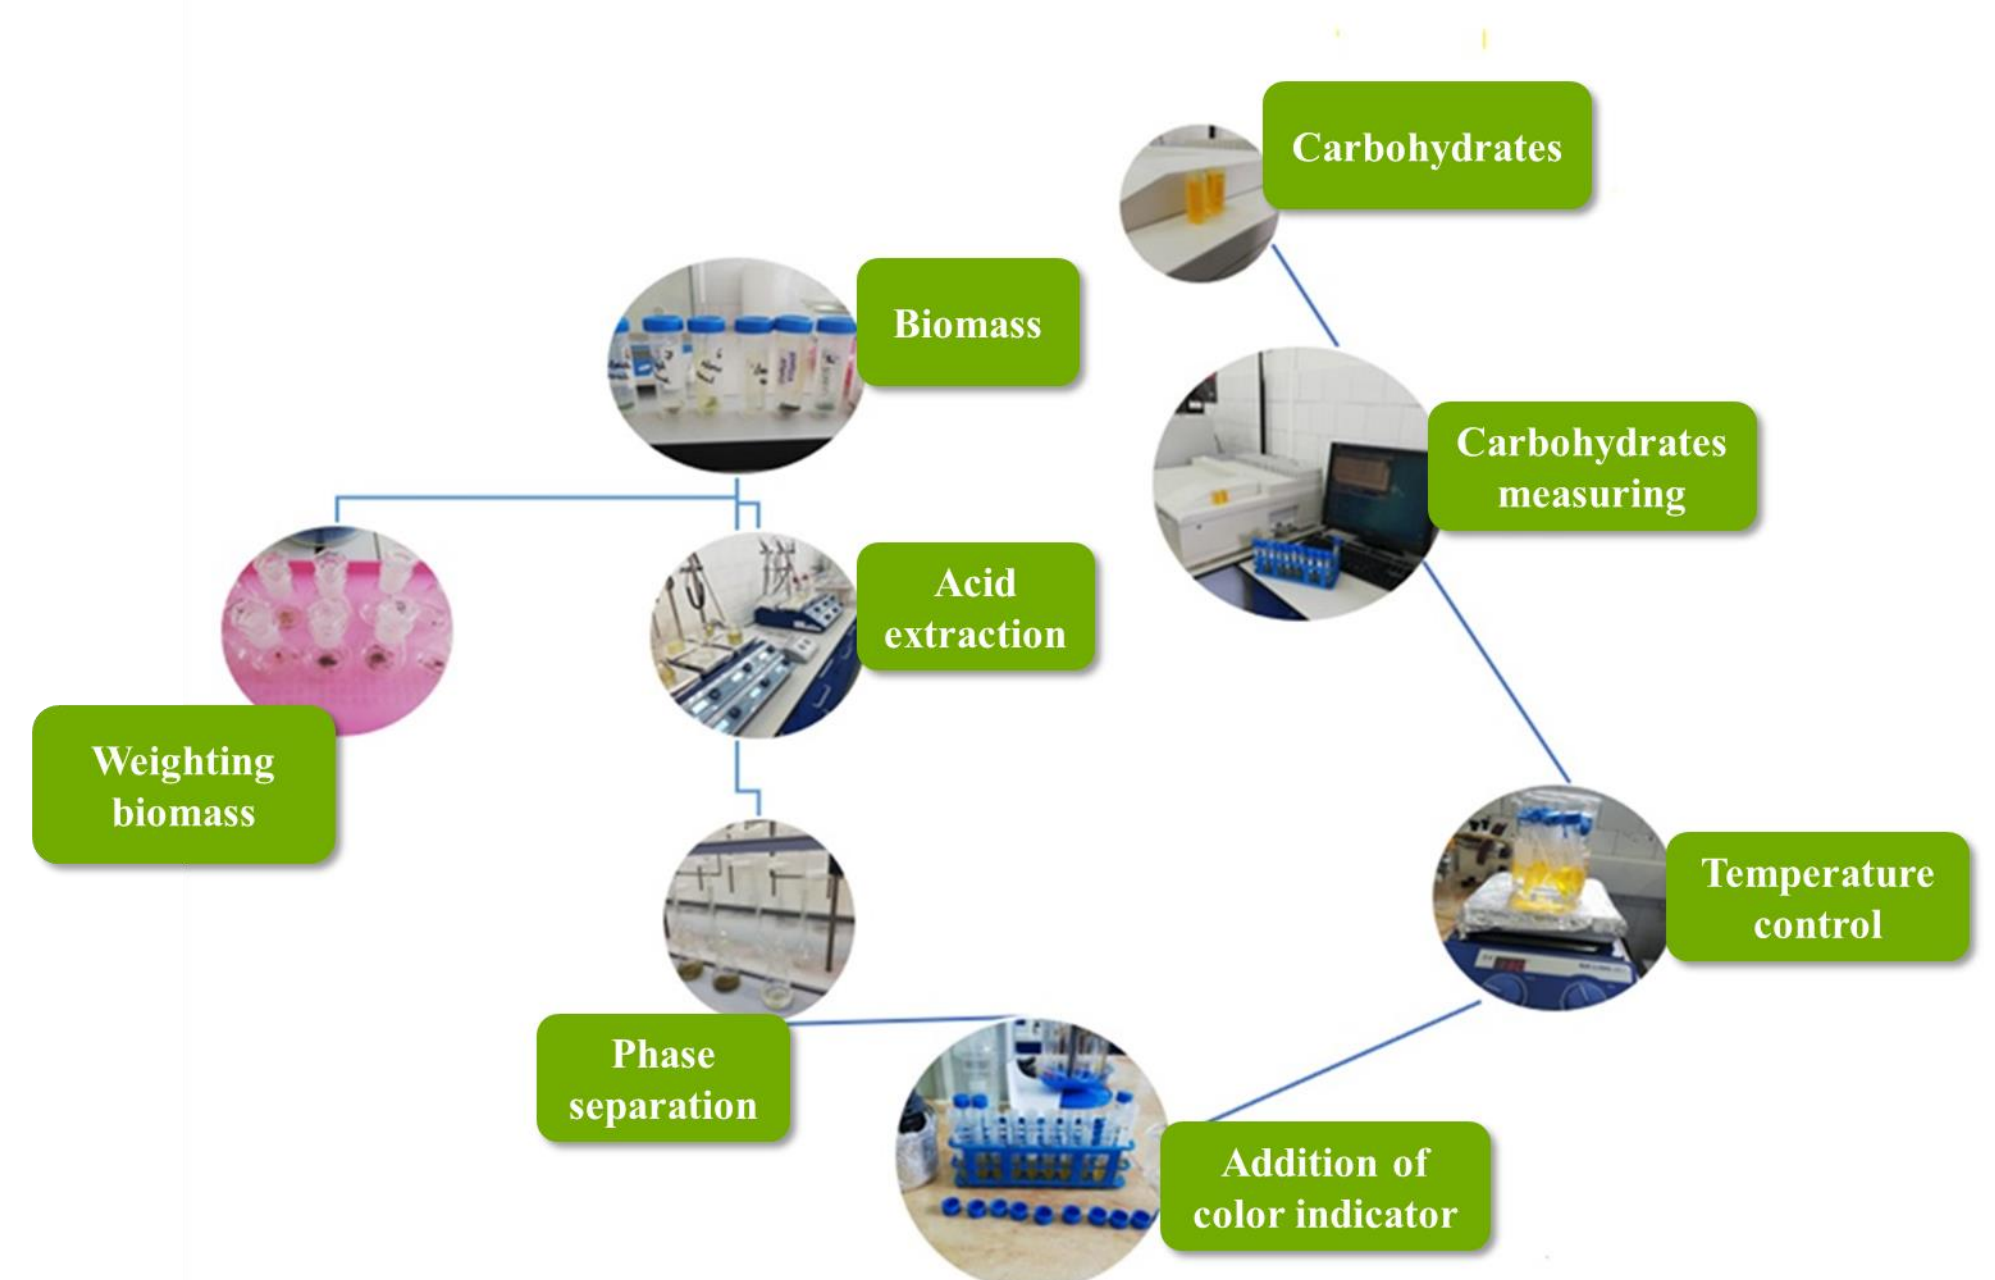 Carbohydrates
Biomass
Carbohydrates
measuring
Acid
extraction
Weighting
biomass
Temperature
control
Phase
separation
Addition of
color indicator